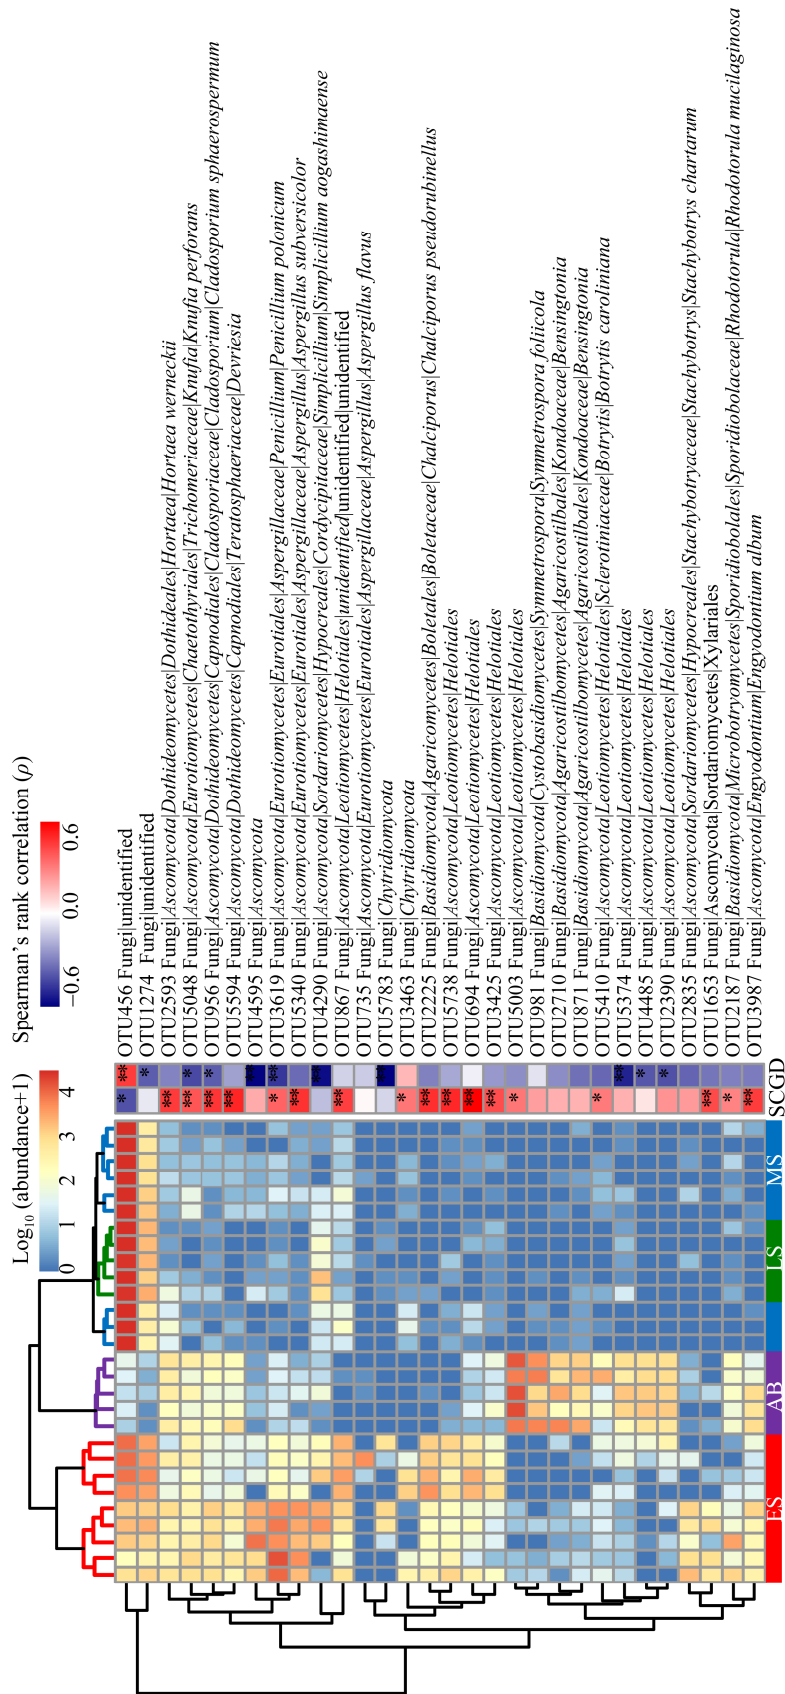 Log₁₀ (abundance+1)
0 1 2 3 4
Spearman's rank correlation (ρ)
−0.6 0.0 0.6
OTU456 Fungi|unidentified
OTU1274 Fungi|unidentified
OTU2593 Fungi|Ascomycota|Dothideomycetes|Dothideales|Hortaea|Hortaea werneckii
OTU5048 Fungi|Ascomycota|Eurotiomycetes|Chaetothyriales|Trichomeriaceae|Knufia|Knufia perforans
OTU956 Fungi|Ascomycota|Dothideomycetes|Capnodiales|Cladosporiaceae|Cladosporium|Cladosporium sphaerospermum
OTU5594 Fungi|Ascomycota|Dothideomycetes|Capnodiales|Teratosphaeriaceae|Devriesia
OTU4595 Fungi|Ascomycota
OTU3619 Fungi|Ascomycota|Eurotiomycetes|Eurotiales|Aspergillaceae|Penicillium|Penicillium polonicum
OTU5340 Fungi|Ascomycota|Eurotiomycetes|Eurotiales|Aspergillaceae|Aspergillus|Aspergillus subversicolor
OTU4290 Fungi|Ascomycota|Sordariomycetes|Hypocreales|Cordycipitaceae|Simplicillium|Simplicillium aogashimaense
OTU867 Fungi|Ascomycota|Leotiomycetes|Helotiales|unidentified|unidentified|unidentified
OTU735 Fungi|Ascomycota|Eurotiomycetes|Eurotiales|Aspergillaceae|Aspergillus|Aspergillus flavus
OTU5783 Fungi|Chytridiomycota
OTU3463 Fungi|Chytridiomycota
OTU2225 Fungi|Basidiomycota|Agaricomycetes|Boletales|Boletaceae|Chalciporus|Chalciporus pseudorubinellus
OTU5738 Fungi|Ascomycota|Leotiomycetes|Helotiales
OTU694 Fungi|Ascomycota|Leotiomycetes|Helotiales
OTU3425 Fungi|Ascomycota|Leotiomycetes|Helotiales
OTU5003 Fungi|Ascomycota|Leotiomycetes|Helotiales
OTU981 Fungi|Basidiomycota|Cystobasidiomycetes|Symmetrospora|Symmetrospora foliicola
OTU2710 Fungi|Basidiomycota|Agaricostilbomycetes|Agaricostilbales|Kondoaceae|Bensingtonia
OTU871 Fungi|Basidiomycota|Agaricostilbomycetes|Agaricostilbales|Kondoaceae|Bensingtonia
OTU5410 Fungi|Ascomycota|Leotiomycetes|Helotiales|Sclerotiniaceae|Botrytis|Botrytis caroliniana
OTU5374 Fungi|Ascomycota|Leotiomycetes|Helotiales
OTU4485 Fungi|Ascomycota|Leotiomycetes|Helotiales
OTU2390 Fungi|Ascomycota|Leotiomycetes|Helotiales
OTU2835 Fungi|Ascomycota|Sordariomycetes|Hypocreales|Stachybotryaceae|Stachybotrys|Stachybotrys chartarum
OTU1653 Fungi|Ascomycota|Sordariomycetes|Xylariales
OTU2187 Fungi|Basidiomycota|Microbotryomycetes|Sporidiobolales|Sporidiobolaceae|Rhodotorula|Rhodotorula mucilaginosa
OTU3987 Fungi|Ascomycota|Engyodontium|Engyodontium album
ES AB LS MS SCGD